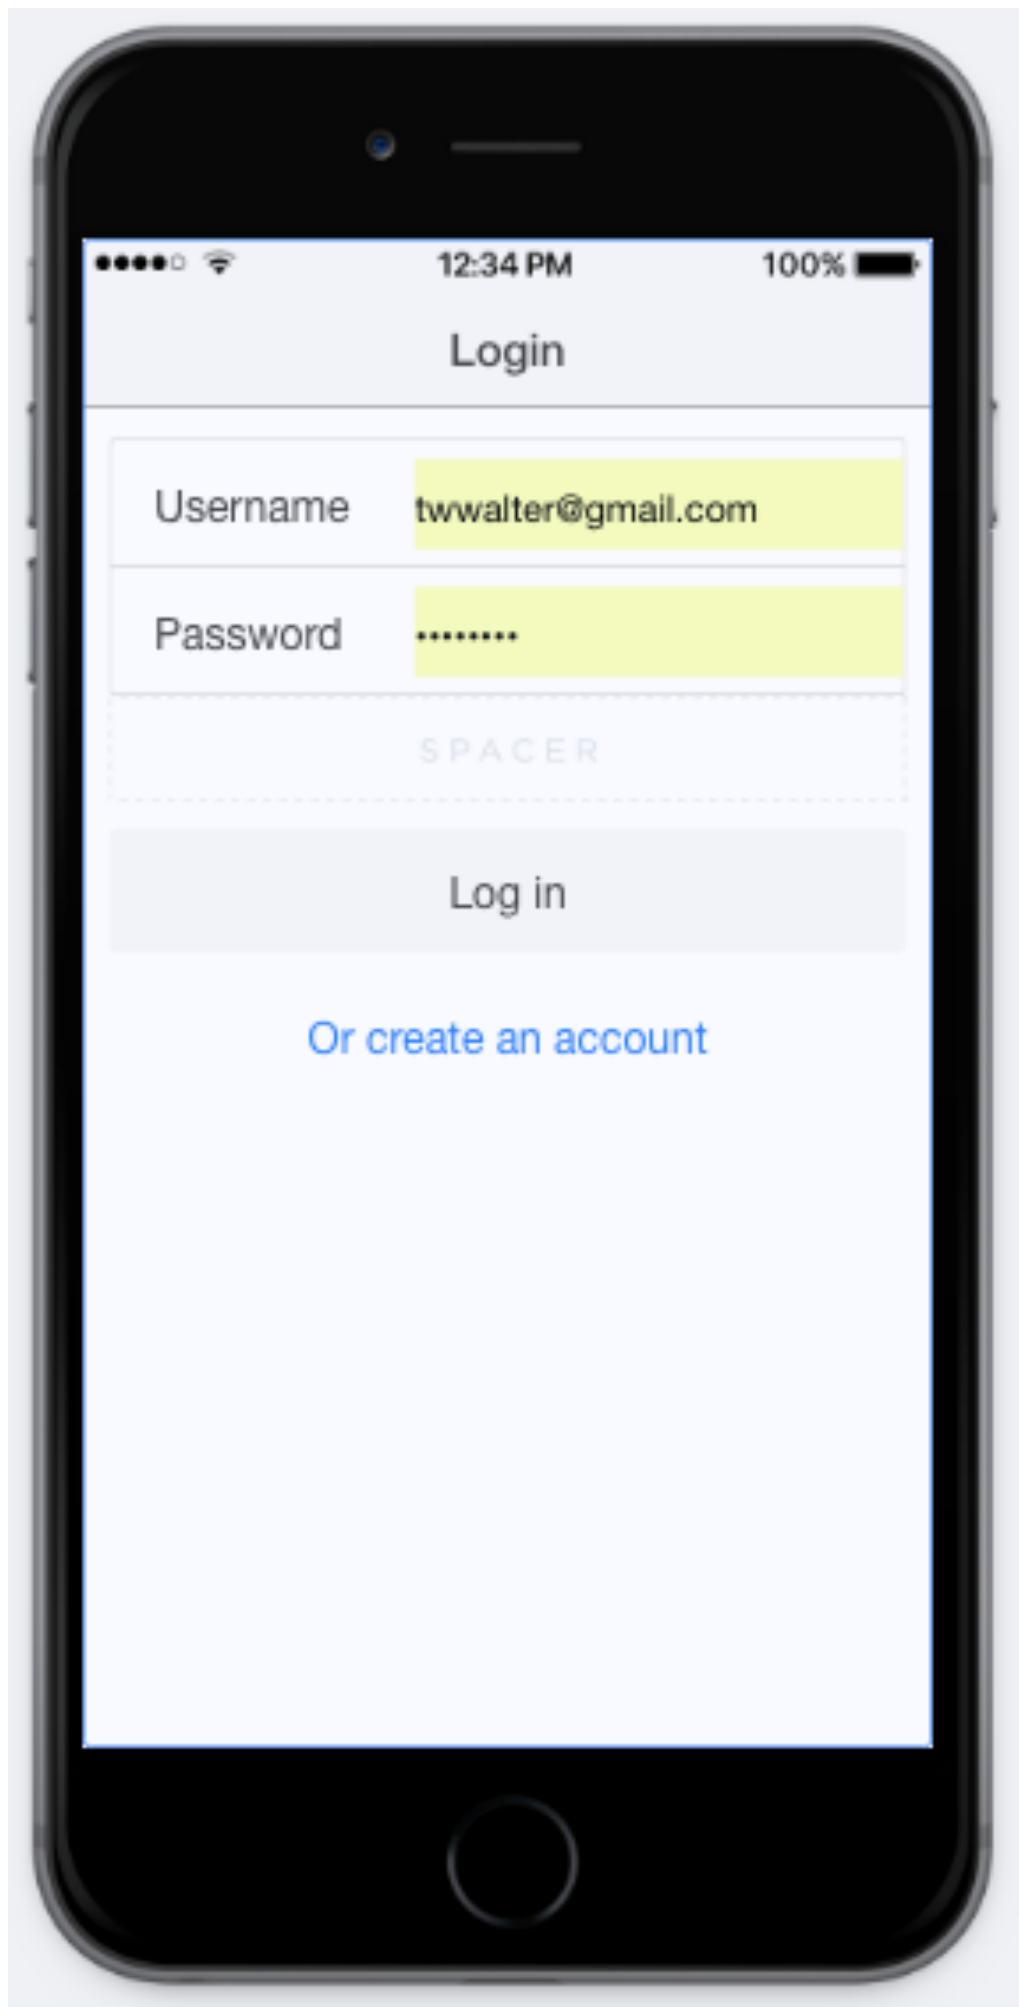 12:34 PM 100%
Login
Username twwalter@gmail.com
Password ••••••••
SPACER
Log in
Or create an account